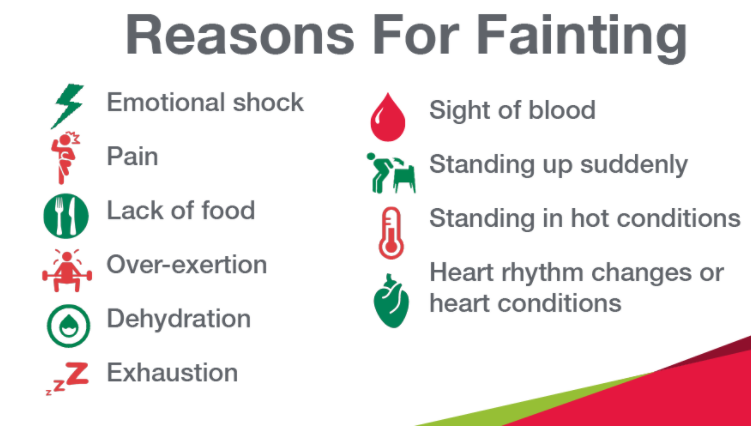 Reasons For Fainting
Emotional shock
Pain
Lack of food
Over-exertion
Dehydration
zzZ Exhaustion
Sight of blood
Standing up suddenly
Standing in hot conditions
Heart rhythm changes or
heart conditions